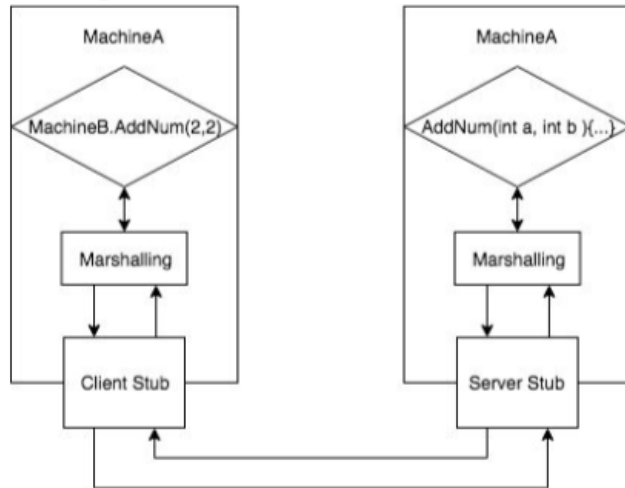 MachineA
MachineB.AddNum(2,2)
Marshalling
Client Stub
MachineA
AddNum(int a, int b ){...}
Marshalling
Server Stub